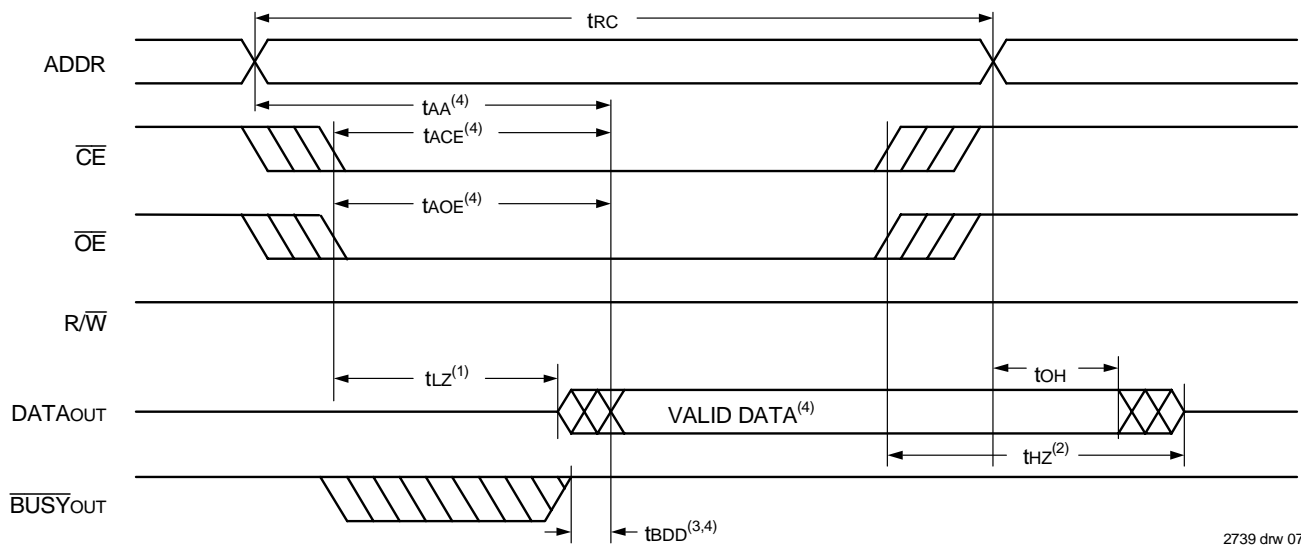 tRC
ADDR
tAA(4)
tACE(4)
CE
tAOE(4)
OE
R/W
tLZ(1)
tOH
DATAOUT
VALID DATA(4)
tHZ(2)
BUSYOUT
tBDD(3,4)
2739 drw 07